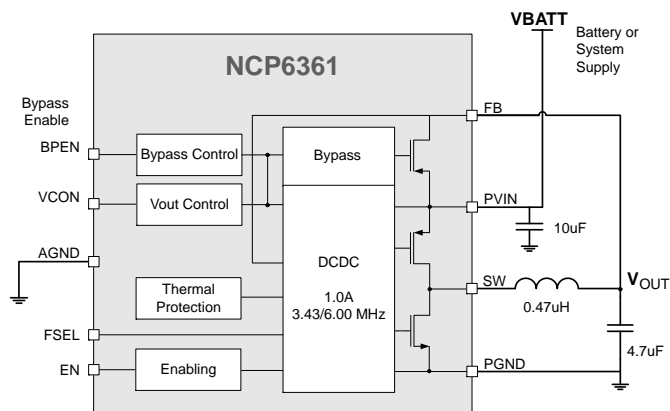 VBATT
Battery or
System
Supply
NCP6361
Bypass
Enable
FB
BPEN
Bypass Control
Bypass
VCON
Vout Control
PVIN
10uF
AGND
DCDC
1.0A
3.43/6.00 MHz
Thermal
Protection
SW
0.47uH
VOUT
FSEL
4.7uF
EN
Enabling
PGND